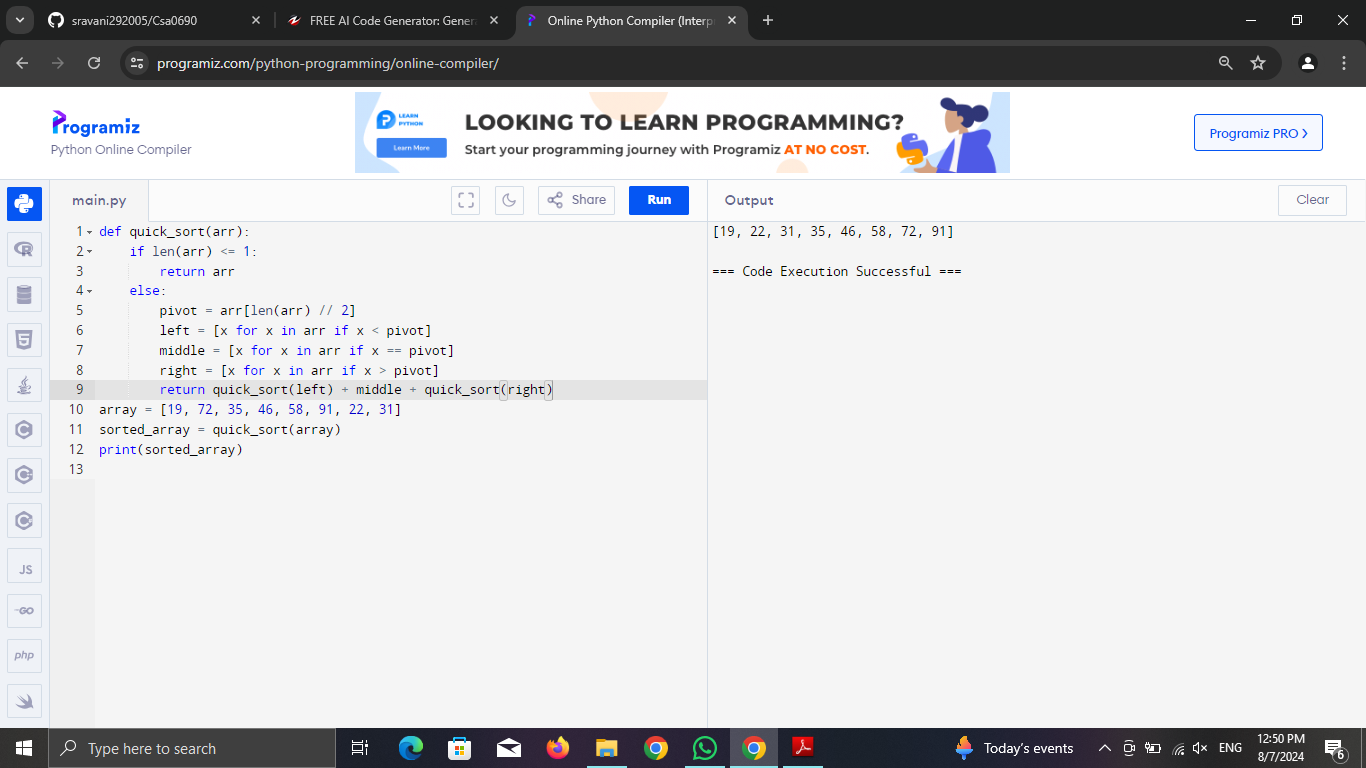 sravani292005/Csa0690
FREE AI Code Generator: Gener
Online Python Compiler (Interp
programiz.com/python-programming/online-compiler/
Programiz
Python Online Compiler
LEARN
PYTHON
Learn More
LOOKING TO LEARN PROGRAMMING?
Start your programming journey with Programiz AT NO COST.
Programiz PRO
main.py
Share
Run
Output
Clear
1 def quick_sort(arr):
2 if len(arr) <= 1:
3 return arr
4 else:
5 pivot = arr[len(arr) // 2]
6 left = [x for x in arr if x < pivot]
7 middle = [x for x in arr if x == pivot]
8 right = [x for x in arr if x > pivot]
9 return quick_sort(left) + middle + quick_sort(right)
10 array = [19, 72, 35, 46, 58, 91, 22, 31]
11 sorted_array = quick_sort(array)
12 print(sorted_array)
13
[19, 22, 31, 35, 46, 58, 72, 91]
=== Code Execution Successful ===
R
5
C
C
C
JS
GO
php
Type here to search
Today's events
ENG
12:50 PM
8/7/2024
6